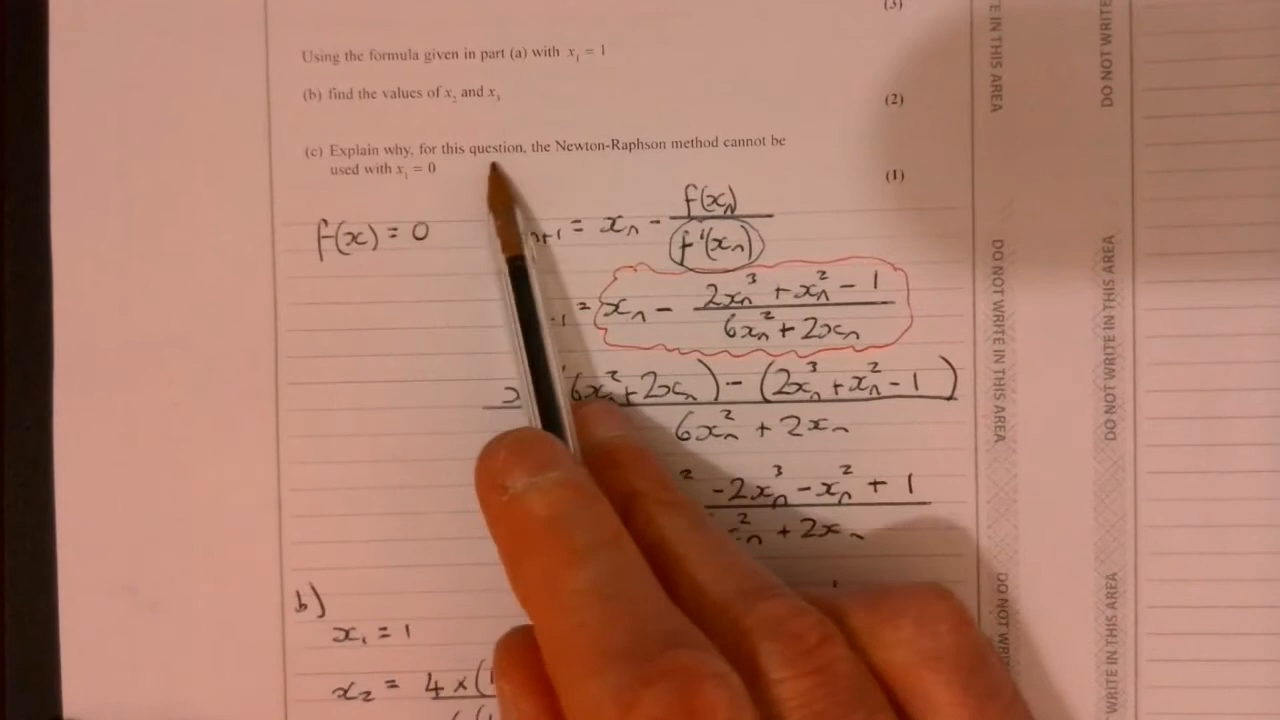 (3)
Using the formula given in part (a) with x₁ = 1
(b) find the values of x₂ and x₃
(2)
(c) Explain why, for this question, the Newton-Raphson method cannot be
used with x₁ = 0
(1)
f(x) = 0
n+1 = xₙ - f(xₙ) / f'(xₙ)
xₙ - 2xₙ³ + xₙ² - 1 / 6xₙ² + 2xₙ
6xₙ² + 2xₙ) - (2xₙ³ + xₙ² - 1) / 6xₙ² + 2xₙ
-2xₙ³ - xₙ² + 1 / ₙ² + 2xₙ
b)
x₁ = 1
x₂ = 4 × (1
DO NOT WRITE IN THIS AREA
DO NOT WRITE IN THIS AREA
E IN THIS AREA
DO NOT WRITE
DO NOT WRI
WRITE IN THIS AREA